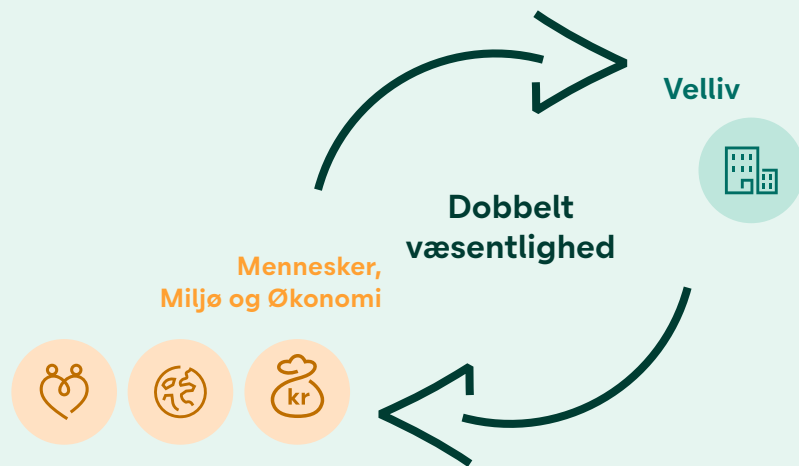 Velliv
Dobbelt
væsentlighed
Mennesker,
Miljø og Økonomi
kr